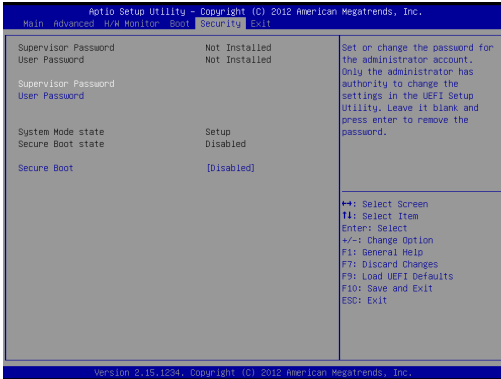 Aptio Setup Utility – Copyright (C) 2012 American Megatrends, Inc.
Main Advanced H/W Monitor Boot Security Exit
Supervisor Password Not Installed
User Password Not Installed
Supervisor Password
User Password
System Mode state Setup
Secure Boot state Disabled
Secure Boot [Disabled]
Set or change the password for
the administrator account.
Only the administrator has
authority to change the
settings in the UEFI Setup
Utility. Leave it blank and
press enter to remove the
password.
↔: Select Screen
↑↓: Select Item
Enter: Select
+/-: Change Option
F1: General Help
F7: Discard Changes
F9: Load UEFI Defaults
F10: Save and Exit
ESC: Exit
Version 2.15.1234. Copyright (C) 2012 American Megatrends, Inc.